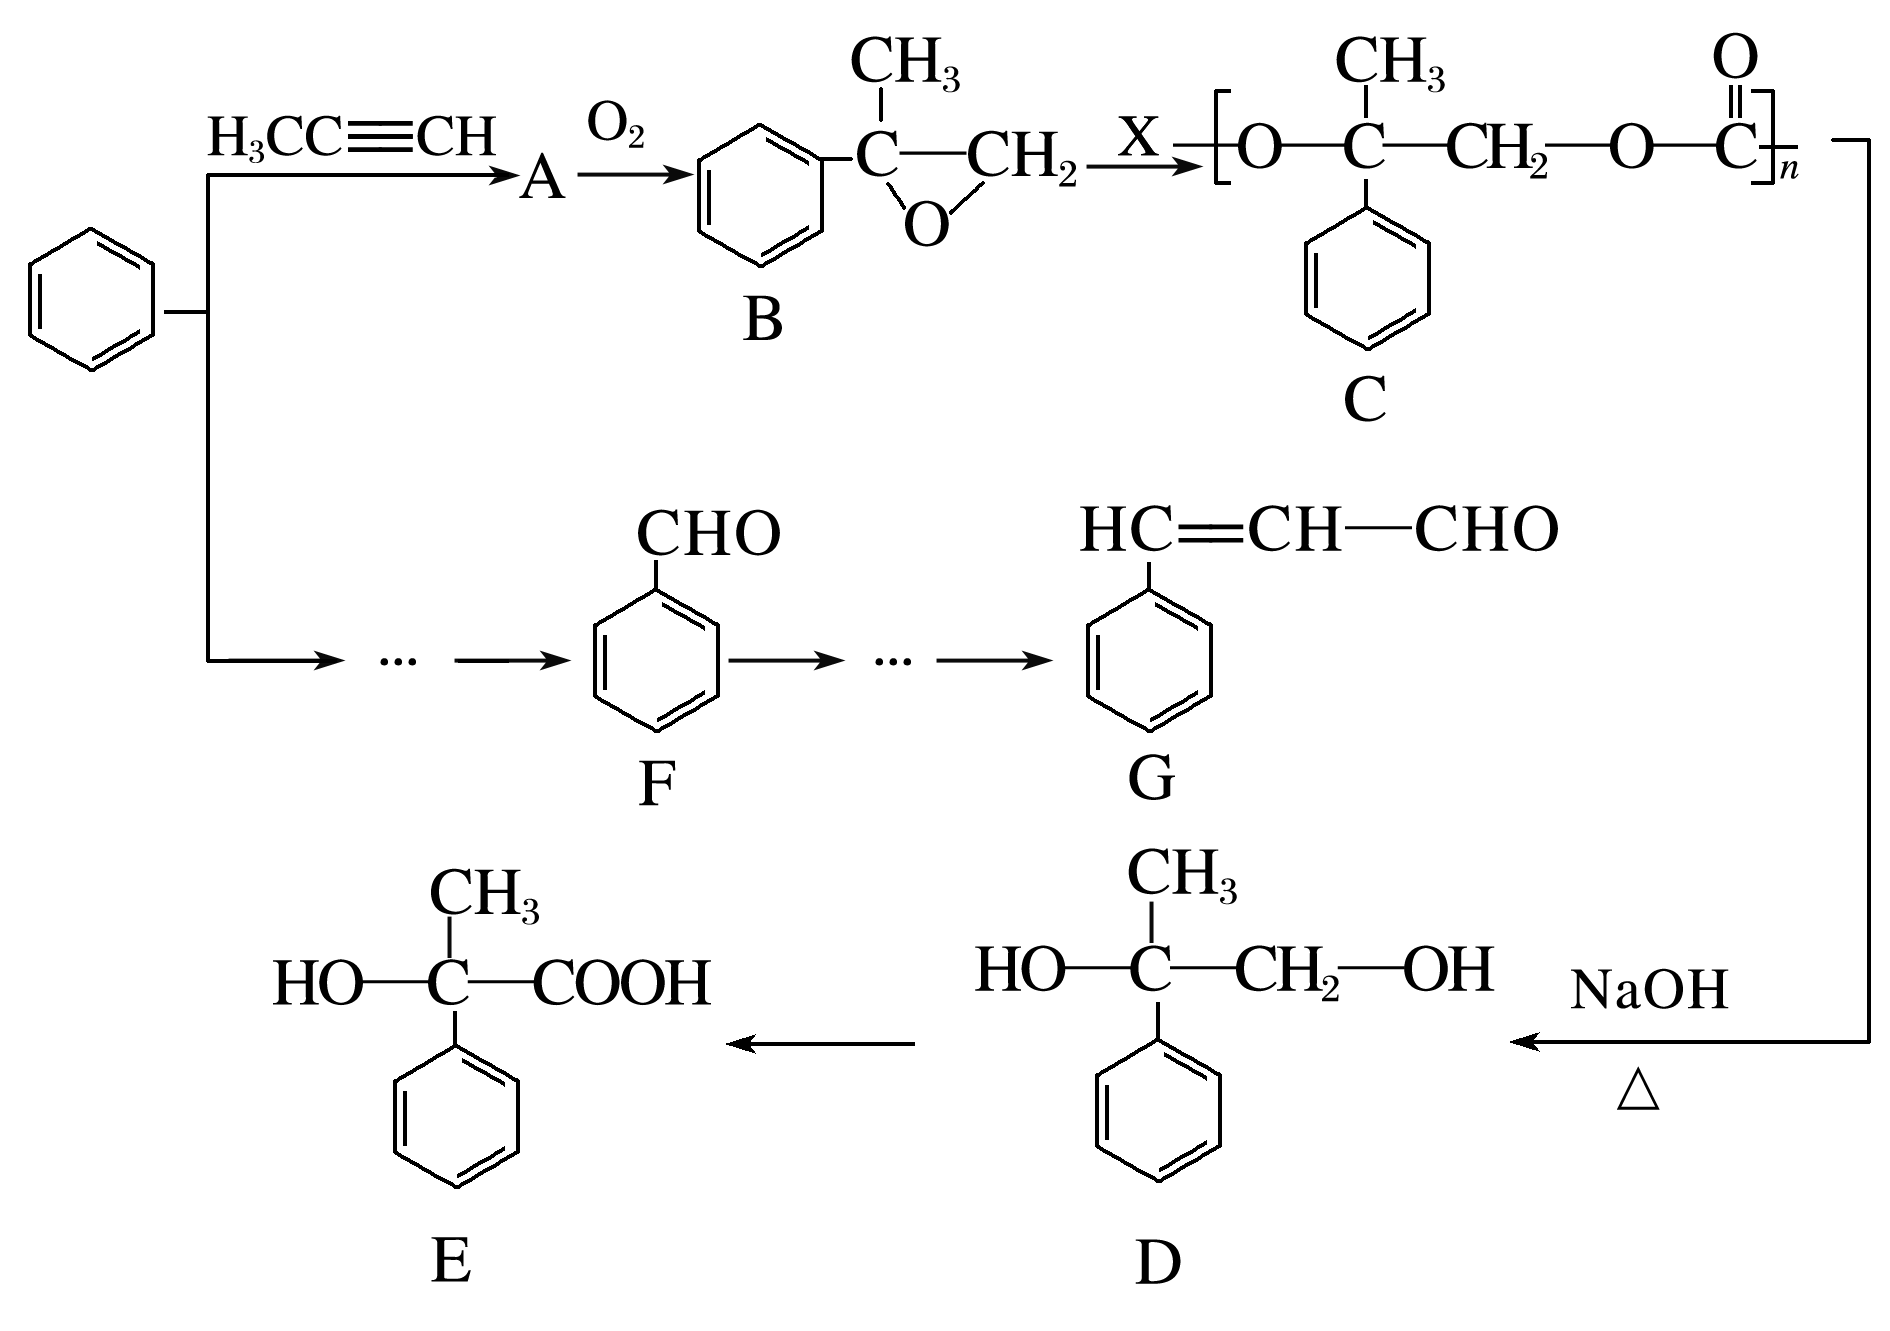 H₃CC≡CH
A
O₂
CH₃
C—CH₂
O
B
X
CH₃ O
[O—C—CH₂—O—C]n
C
CHO
F
HC=CH—CHO
...
...
G
CH₃
HO—C—COOH
E
CH₃
HO—C—CH₂—OH
D
NaOH
△